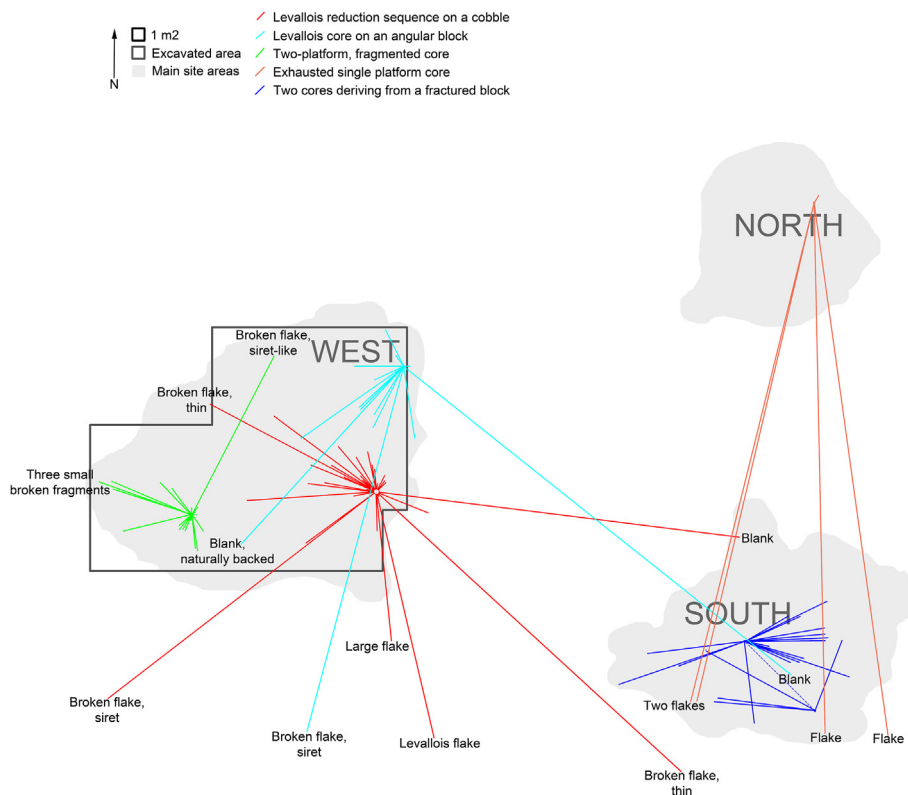 Levallois reduction sequence on a cobble
1 m2
Levallois core on an angular block
Excavated area
Two-platform, fragmented core
Main site areas
Exhausted single platform core
N
Two cores deriving from a fractured block
NORTH
Broken flake,
siret-like
WEST
Broken flake,
thin
Three small
broken fragments
Blank,
naturally backed
Blank
SOUTH
Large flake
Blank
Broken flake,
siret
Two flakes
Broken flake,
siret
Levallois flake
Flake
Flake
Broken flake,
thin